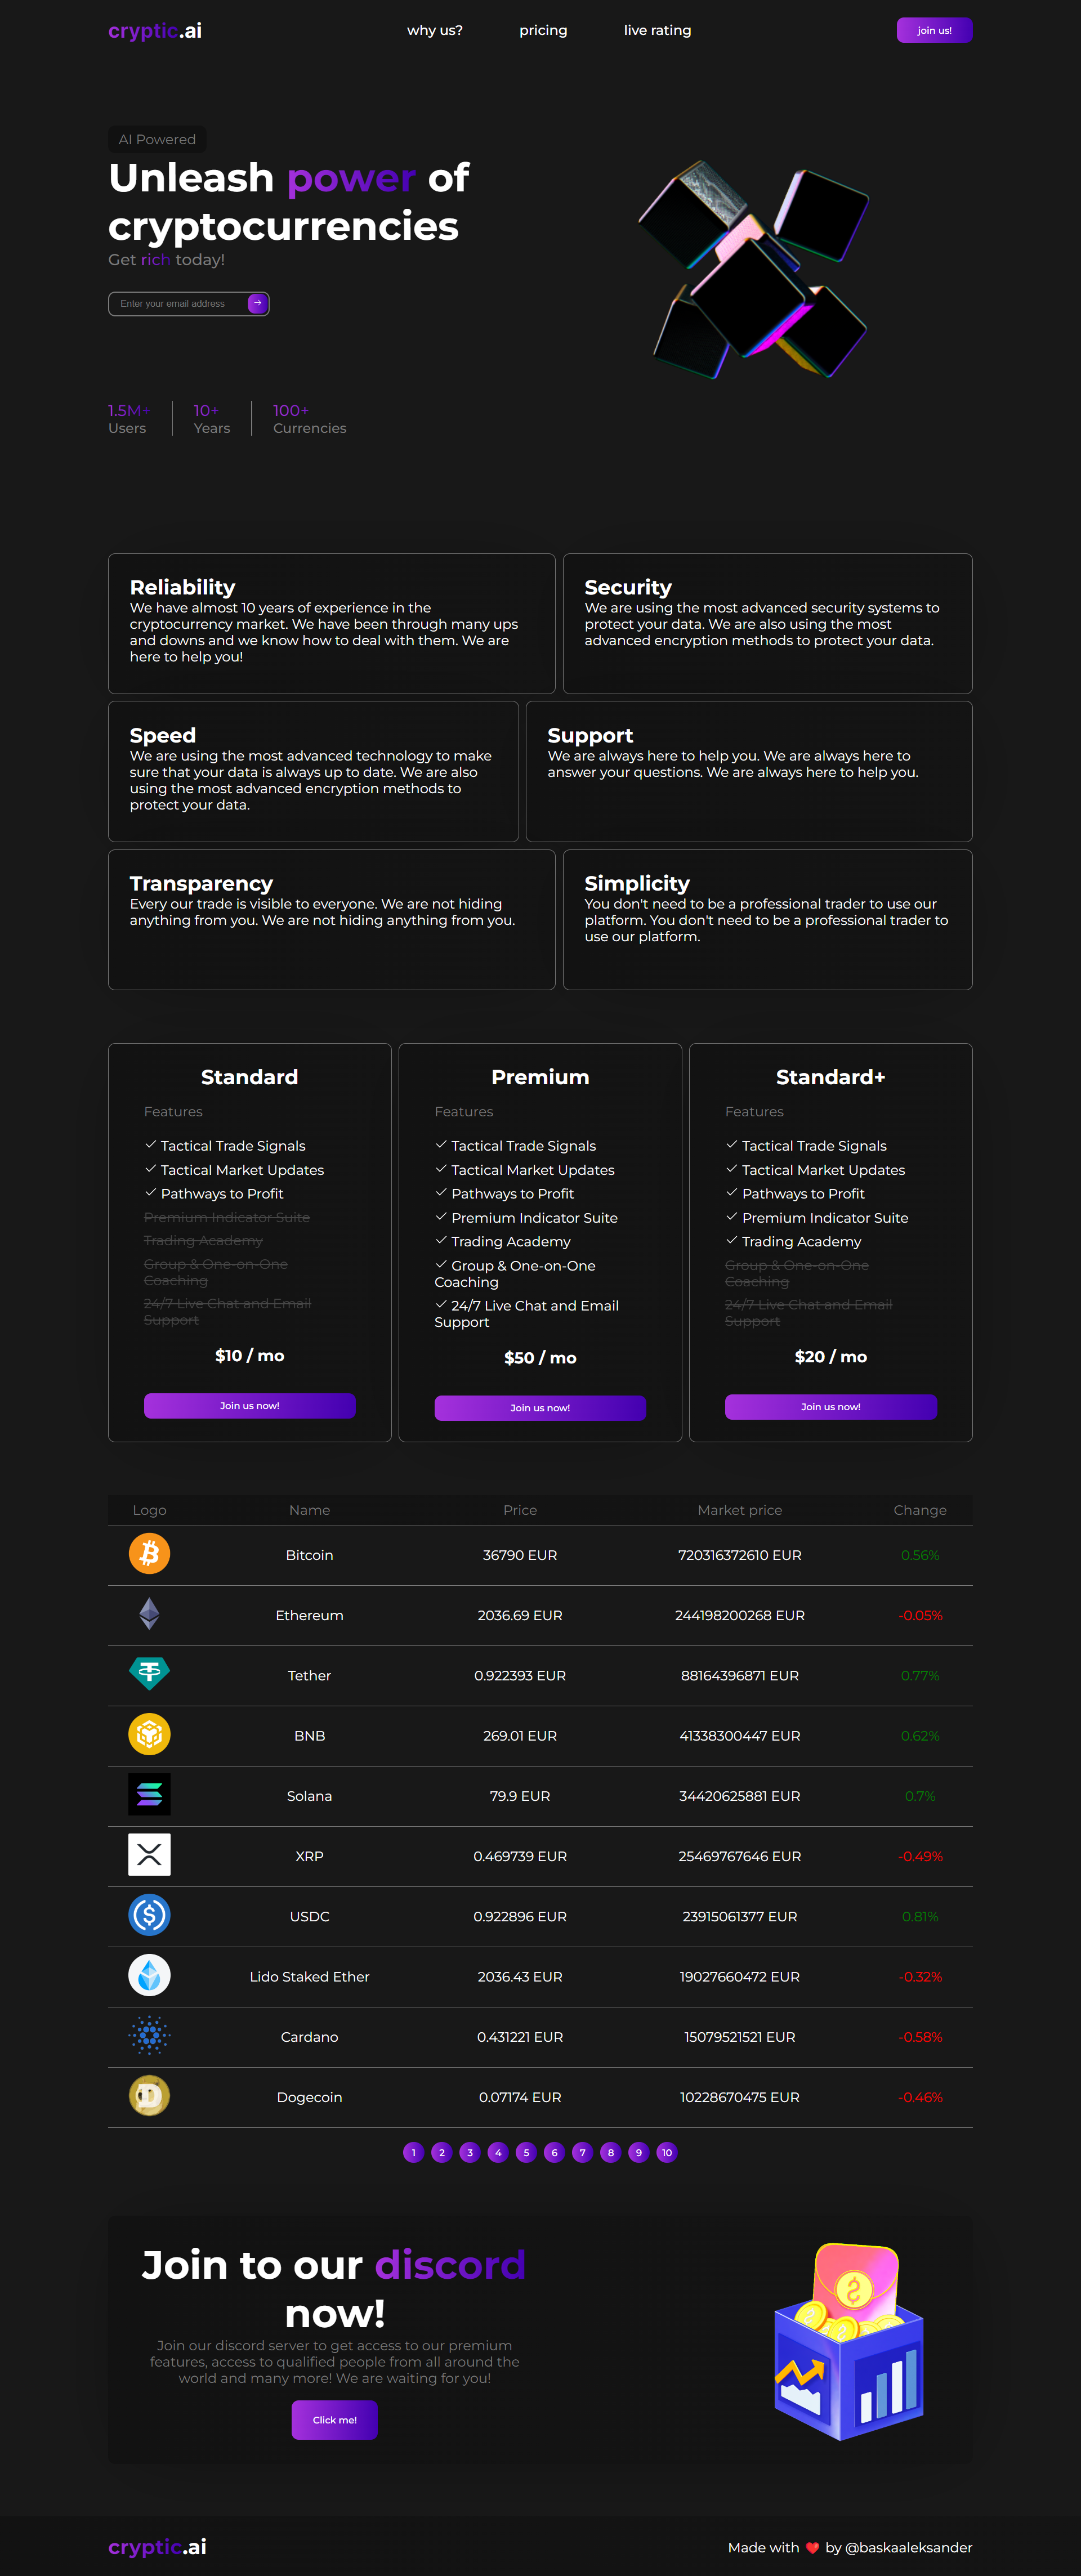 cryptic.ai
why us?
pricing
live rating
join us!
AI Powered
Unleash power of
cryptocurrencies
Get rich today!
Enter your email address
1.5M+
Users
10+
Years
100+
Currencies
Reliability
We have almost 10 years of experience in the
cryptocurrency market. We have been through many ups
and downs and we know how to deal with them. We are
here to help you!
Security
We are using the most advanced security systems to
protect your data. We are also using the most
advanced encryption methods to protect your data.
Speed
We are using the most advanced technology to make
sure that your data is always up to date. We are also
using the most advanced encryption methods to
protect your data.
Support
We are always here to help you. We are always here to
answer your questions. We are always here to help you.
Transparency
Every our trade is visible to everyone. We are not hiding
anything from you. We are not hiding anything from you.
Simplicity
You don't need to be a professional trader to use our
platform. You don't need to be a professional trader to
use our platform.
Standard
Features
Tactical Trade Signals
Tactical Market Updates
Pathways to Profit
Premium Indicator Suite
Trading Academy
Group & One-on-One
Coaching
24/7 Live Chat and Email
Support
$10 / mo
Join us now!
Premium
Features
Tactical Trade Signals
Tactical Market Updates
Pathways to Profit
Premium Indicator Suite
Trading Academy
Group & One-on-One
Coaching
24/7 Live Chat and Email
Support
$50 / mo
Join us now!
Standard+
Features
Tactical Trade Signals
Tactical Market Updates
Pathways to Profit
Premium Indicator Suite
Trading Academy
Group & One-on-One
Coaching
24/7 Live Chat and Email
Support
$20 / mo
Join us now!
Logo Name Price Market price Change
Bitcoin 36790 EUR 720316372610 EUR 0.56%
Ethereum 2036.69 EUR 244198200268 EUR -0.05%
Tether 0.922393 EUR 88164396871 EUR 0.77%
BNB 269.01 EUR 41338300447 EUR 0.62%
Solana 79.9 EUR 34420625881 EUR 0.7%
XRP 0.469739 EUR 25469767646 EUR -0.49%
USDC 0.922896 EUR 23915061377 EUR 0.81%
Lido Staked Ether 2036.43 EUR 19027660472 EUR -0.32%
Cardano 0.431221 EUR 15079521521 EUR -0.58%
Dogecoin 0.07174 EUR 10228670475 EUR -0.46%
1 2 3 4 5 6 7 8 9 10
Join to our discord
now!
Join our discord server to get access to our premium
features, access to qualified people from all around the
world and many more! We are waiting for you!
Click me!
cryptic.ai
Made with ❤️ by @baskaaleksander